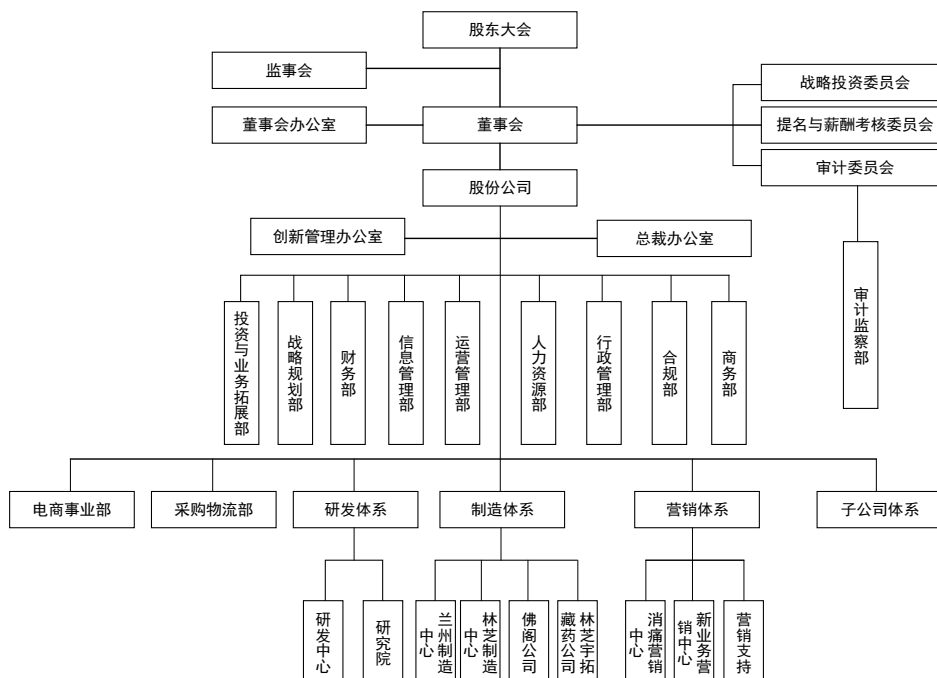 股东大会
监事会
战略投资委员会
董事会办公室
董事会
提名与薪酬考核委员会
审计委员会
股份公司
创新管理办公室
总裁办公室
审计监察部
投资与业务拓展部
战略规划部
财务部
信息管理部
运营管理部
人力资源部
行政管理部
合规部
商务部
电商事业部
采购物流部
研发体系
制造体系
营销体系
子公司体系
研发中心
研究院
兰州制造
中心
林芝制造
中心
佛阁公司
林芝宇拓
藏药公司
消痛营销
中心
新业务营
销中心
营销支持